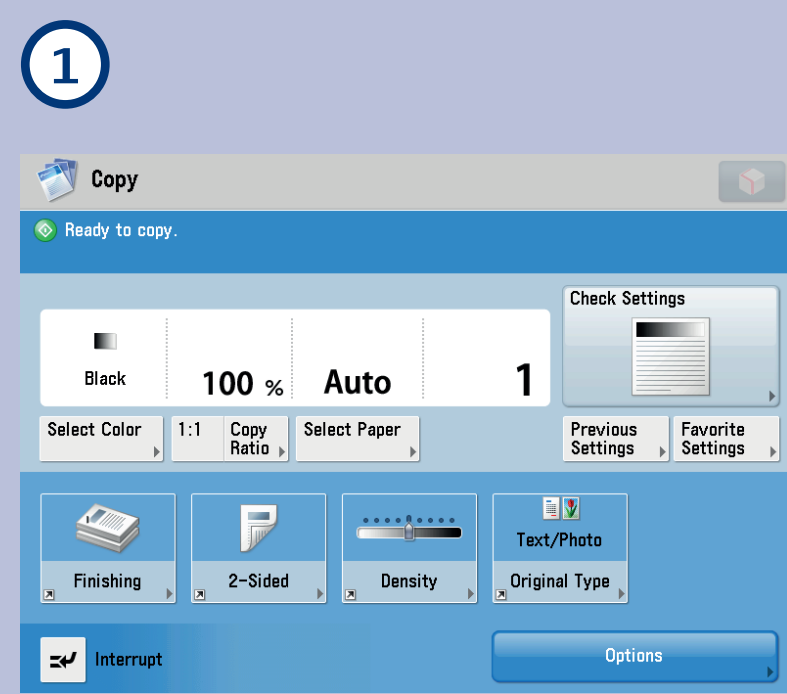 1
Copy
Ready to copy.
Check Settings
Black
100 %
Auto
1
Select Color
1:1
Copy
Ratio
Select Paper
Previous
Settings
Favorite
Settings
Text/Photo
Finishing
2-Sided
Density
Original Type
Interrupt
Options